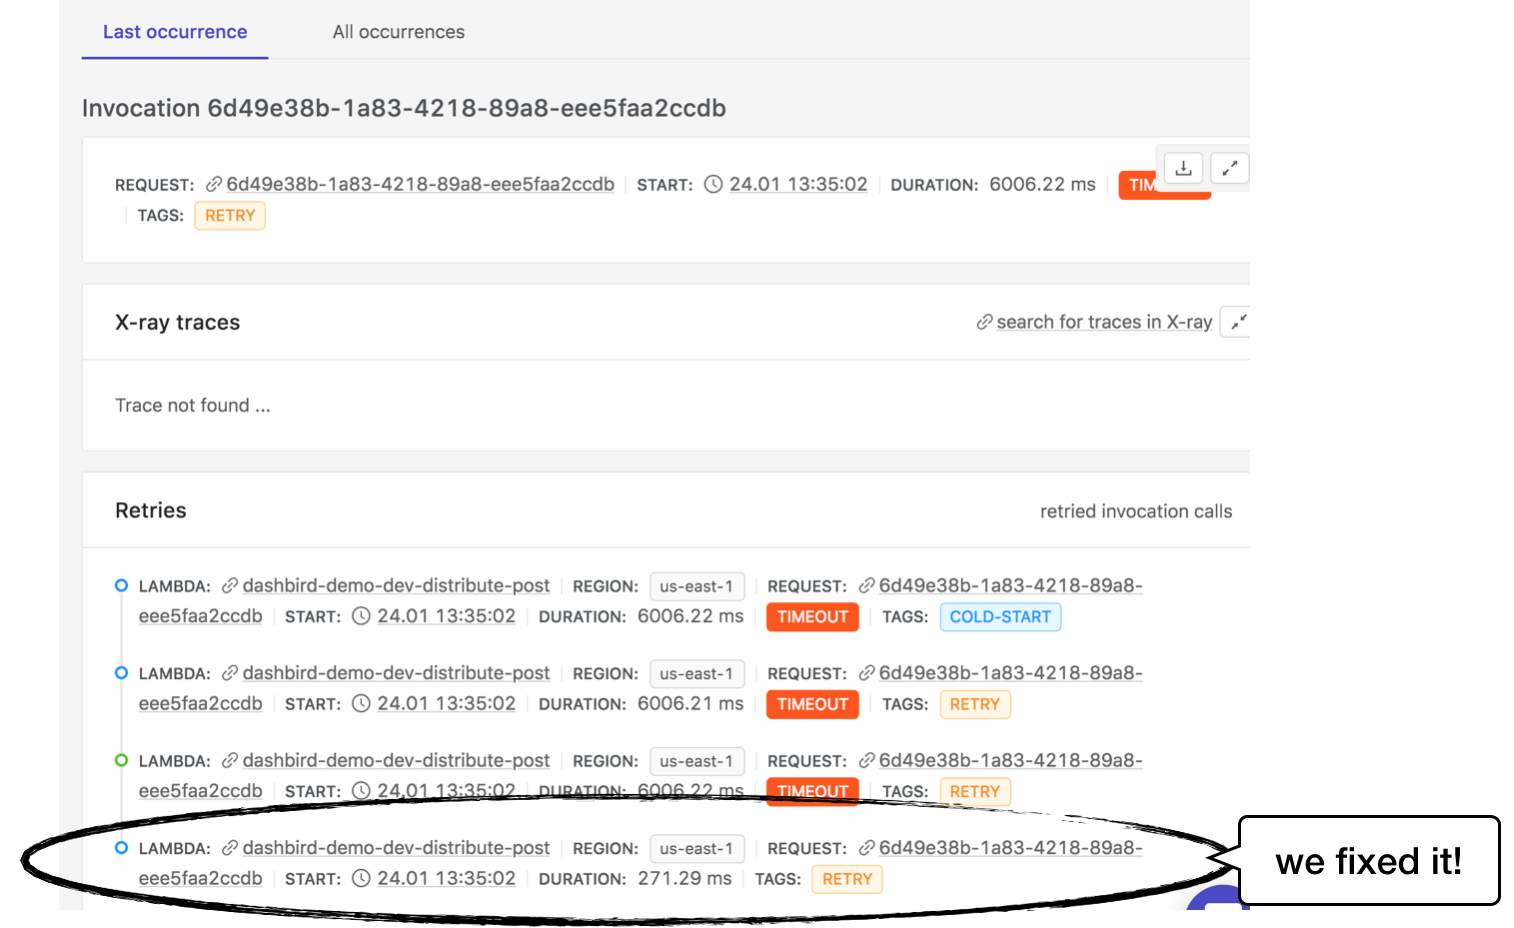 Last occurrence All occurrences
Invocation 6d49e38b-1a83-4218-89a8-eee5faa2ccdb
REQUEST: 6d49e38b-1a83-4218-89a8-eee5faa2ccdb START: 24.01 13:35:02 DURATION: 6006.22 ms TIM
TAGS: RETRY
X-ray traces search for traces in X-ray
Trace not found ...
Retries retried invocation calls
LAMBDA: dashbird-demo-dev-distribute-post REGION: us-east-1 REQUEST: 6d49e38b-1a83-4218-89a8-
eee5faa2ccdb START: 24.01 13:35:02 DURATION: 6006.22 ms TIMEOUT TAGS: COLD-START
LAMBDA: dashbird-demo-dev-distribute-post REGION: us-east-1 REQUEST: 6d49e38b-1a83-4218-89a8-
eee5faa2ccdb START: 24.01 13:35:02 DURATION: 6006.21 ms TIMEOUT TAGS: RETRY
LAMBDA: dashbird-demo-dev-distribute-post REGION: us-east-1 REQUEST: 6d49e38b-1a83-4218-89a8-
eee5faa2ccdb START: 24.01 13:35:02 DURATION: 6006.22 ms TIMEOUT TAGS: RETRY
LAMBDA: dashbird-demo-dev-distribute-post REGION: us-east-1 REQUEST: 6d49e38b-1a83-4218-89a8-
eee5faa2ccdb START: 24.01 13:35:02 DURATION: 271.29 ms TAGS: RETRY
we fixed it!